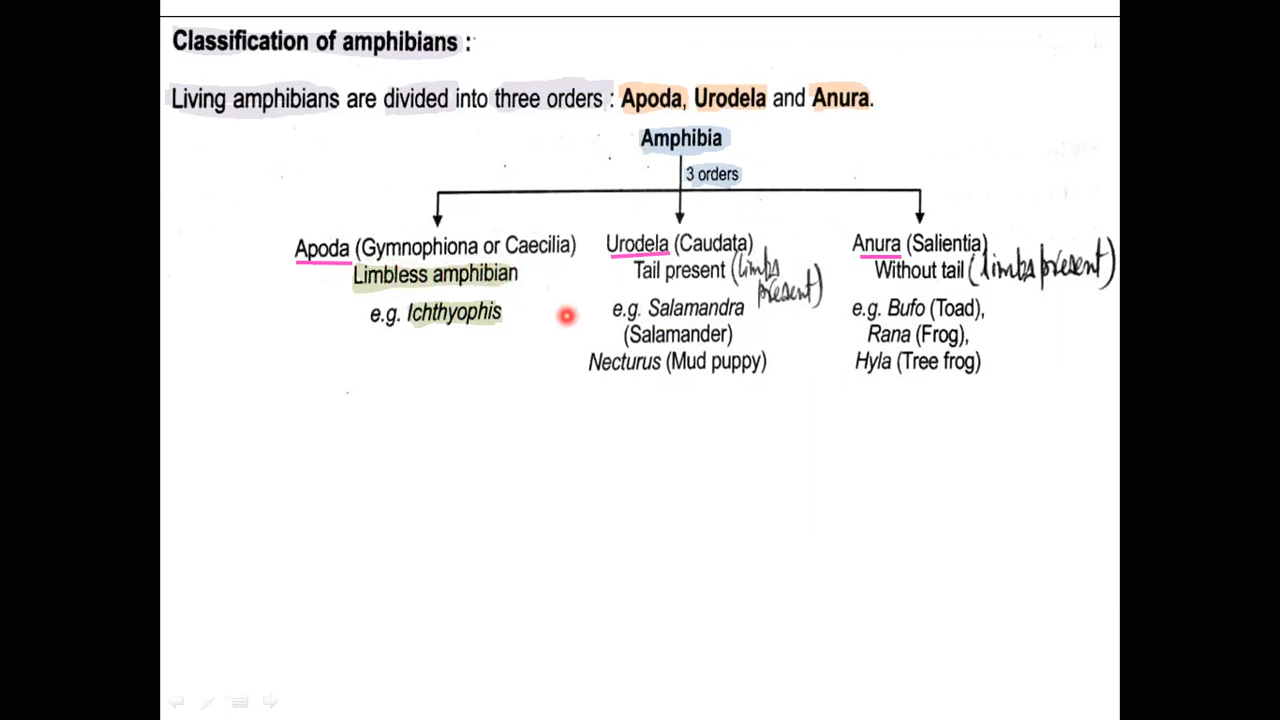 Classification of amphibians :
Living amphibians are divided into three orders : Apoda, Urodela and Anura.
Amphibia
3 orders
Apoda (Gymnophiona or Caecilia)
Limbless amphibian
e.g. Ichthyophis
Urodela (Caudata)
Tail present (limbs
present)
e.g. Salamandra
(Salamander)
Necturus (Mud puppy)
Anura (Salientia)
Without tail (limbs present)
e.g. Bufo (Toad),
Rana (Frog),
Hyla (Tree frog)